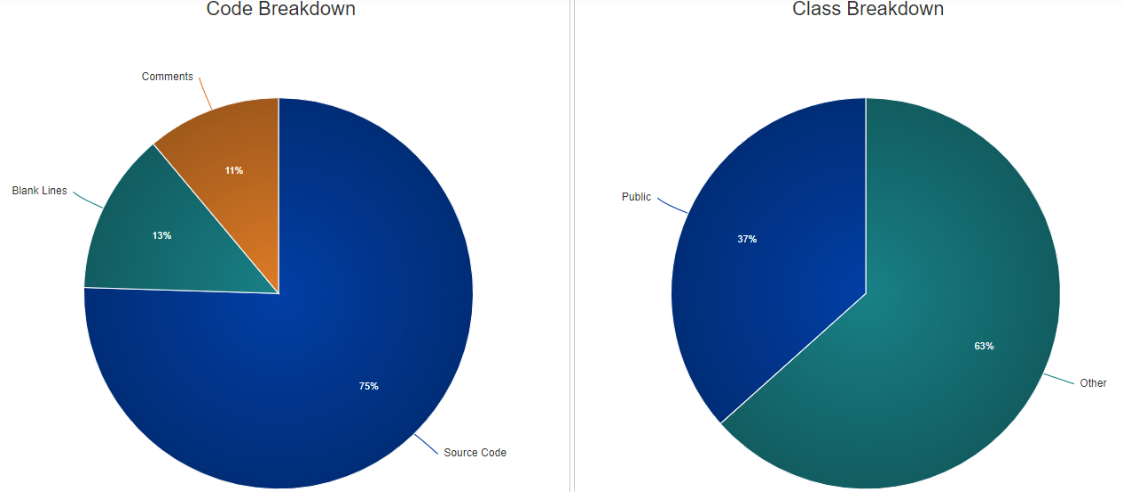 Code Breakdown
Comments
11%
Blank Lines
13%
75%
Source Code
Class Breakdown
Public
37%
63%
Other